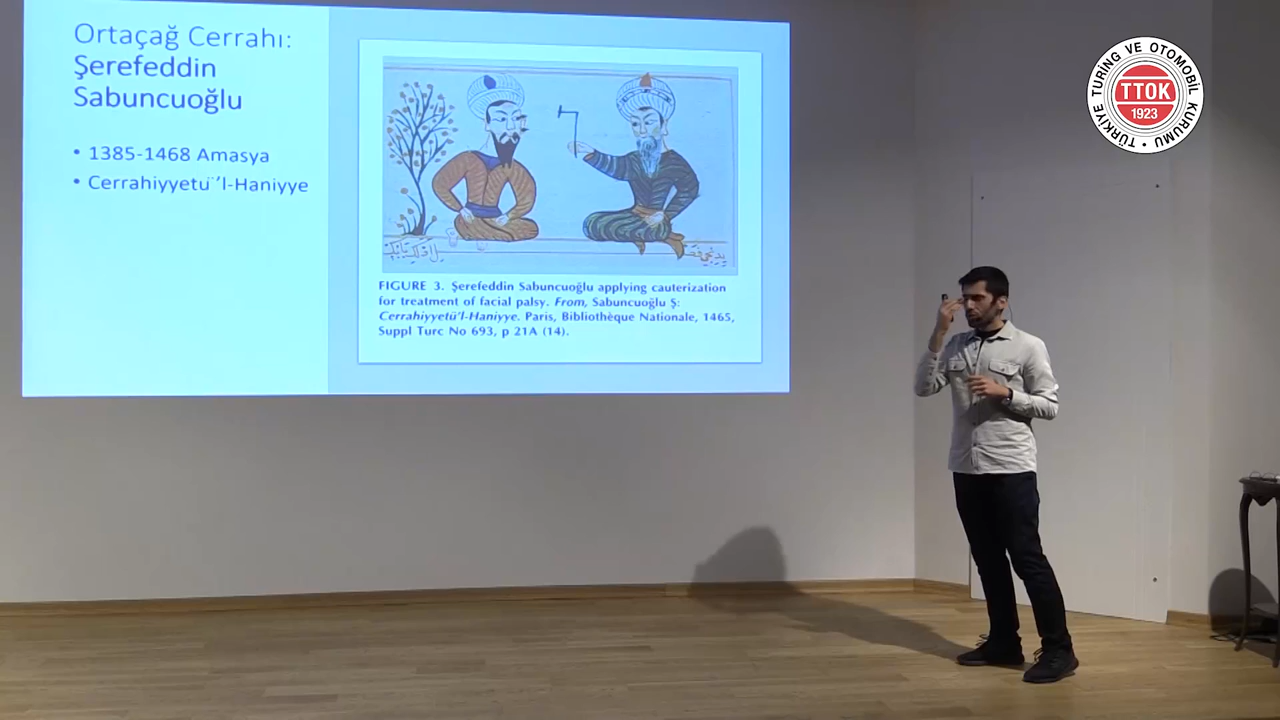 Ortaçağ Cerrahı:
Şerefeddin
Sabuncuoğlu
• 1385-1468 Amasya
• Cerrahiyyetu¨’l-Haniyye
FIGURE 3. Şerefeddin Sabuncuoğlu applying cauterization
for treatment of facial palsy. From, Sabuncuoğlu Ş:
Cerrahiyyetü’l-Haniyye. Paris, Bibliothèque Nationale, 1465,
Suppl Turc No 693, p 21A (14).
TÜRKİYE TURİNG VE OTOMOBİL KURUMU •
TTOK
1923